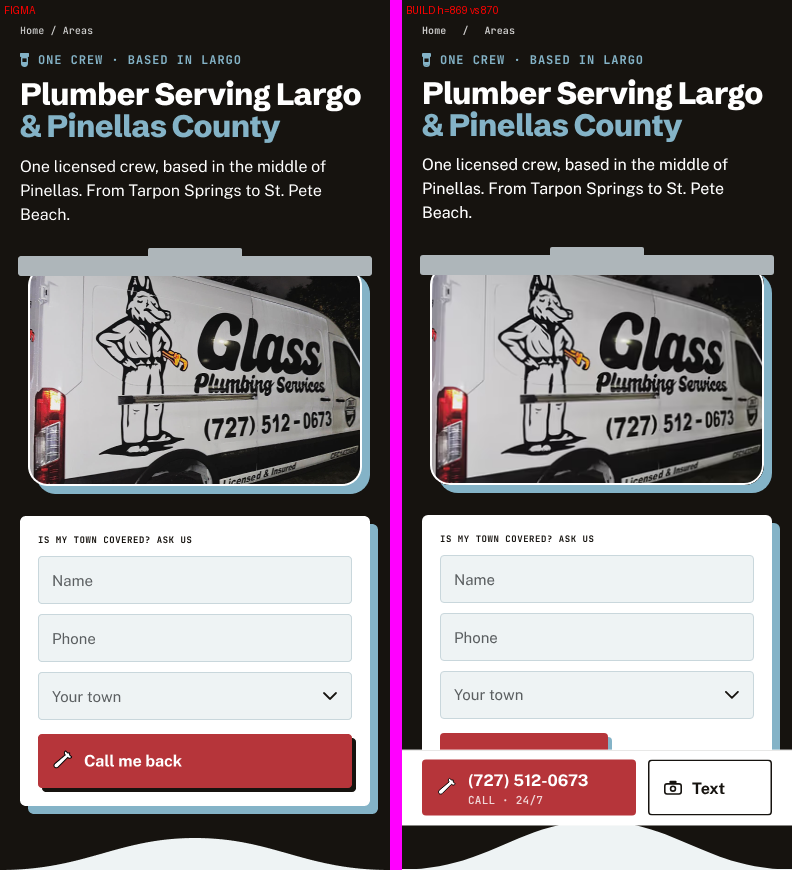 FIGMA
Home / Areas
ONE CREW · BASED IN LARGO
Plumber Serving Largo
& Pinellas County
One licensed crew, based in the middle of
Pinellas. From Tarpon Springs to St. Pete
Beach.
Glass
Plumbing Services
(727) 512-0673
Licensed & Insured
IS MY TOWN COVERED? ASK US
Name
Phone
Your town
Call me back
BUILD h=869 vs 870
Home / Areas
ONE CREW · BASED IN LARGO
Plumber Serving Largo
& Pinellas County
One licensed crew, based in the middle of
Pinellas. From Tarpon Springs to St. Pete
Beach.
Glass
Plumbing Services
(727) 512-0673
Licensed & Insured
IS MY TOWN COVERED? ASK US
Name
Phone
Your town
(727) 512-0673
CALL · 24/7
Text